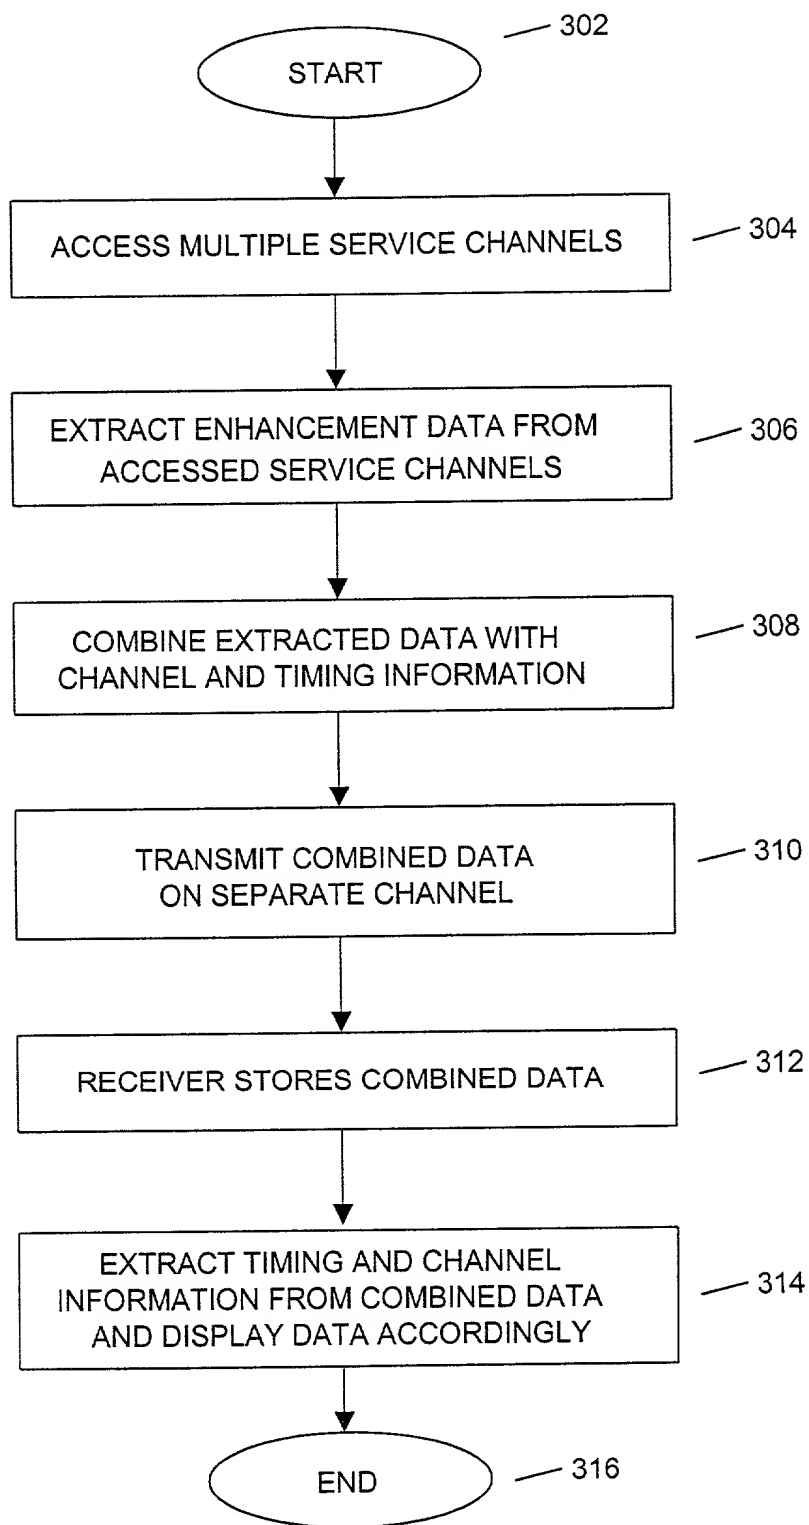 302
START
ACCESS MULTIPLE SERVICE CHANNELS
304
EXTRACT ENHANCEMENT DATA FROM
ACCESSED SERVICE CHANNELS
306
COMBINE EXTRACTED DATA WITH
CHANNEL AND TIMING INFORMATION
308
TRANSMIT COMBINED DATA
ON SEPARATE CHANNEL
310
RECEIVER STORES COMBINED DATA
312
EXTRACT TIMING AND CHANNEL
INFORMATION FROM COMBINED DATA
AND DISPLAY DATA ACCORDINGLY
314
END
316